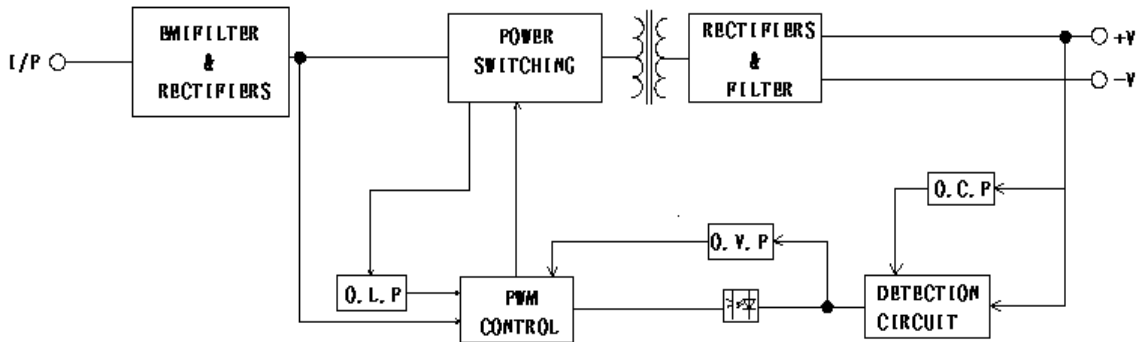 I/P
EMIFILTER
&
RECTIFIERS
POWER
SWITCHING
RECTIFIERS
&
FILTER
+V
-V
O.C.P
O.V.P
O.L.P
PWM
CONTROL
DETECTION
CIRCUIT